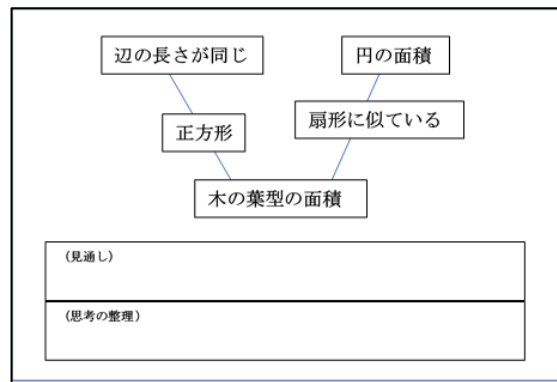 辺の長さが同じ
円の面積
正方形
扇形に似ている
木の葉型の面積
(見通し)
(思考の整理)